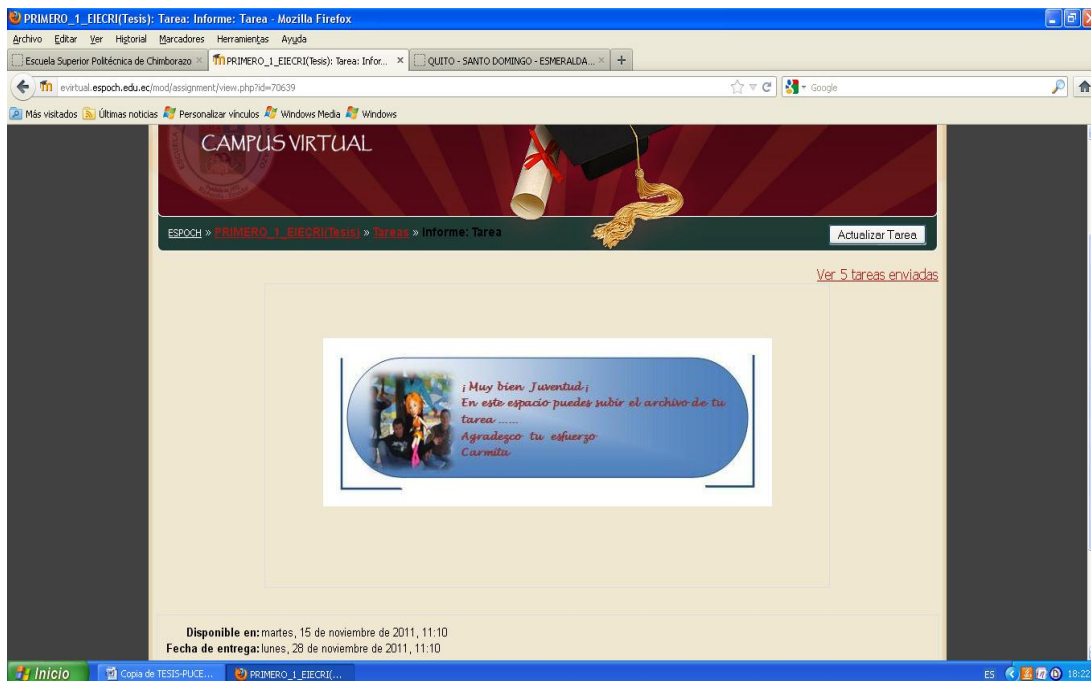 PRIMERO_1_EIECRI(Tesis): Tarea: Informe: Tarea - Mozilla Firefox
Archivo Editar Ver Historial Marcadores Herramientas Ayuda
Escuela Superior Politécnica de Chimborazo × PRIMERO_1_EIECRI(Tesis): Tarea: Infor... × QUITO - SANTO DOMINGO - ESMERALDA... × +
evirtual.espoch.edu.ec/mod/assignment/view.php?id=70639 Google
Más visitados Últimas noticias Personalizar vínculos Windows Media Windows
CAMPUS VIRTUAL
ESPOCH » PRIMERO_1_EIECRI(Tesis) » Tareas » Informe: Tarea Actualizar Tarea
Ver 5 tareas enviadas
¡Muy bien Juventud¡
En este espacio puedes subir el archivo de tu
tarea ......
Agradezco tu esfuerzo
Carmita
Disponible en: martes, 15 de noviembre de 2011, 11:10
Fecha de entrega: lunes, 28 de noviembre de 2011, 11:10
Inicio Copia de TESIS-PUCE... PRIMERO_1_EIECRI(... ES 18:22